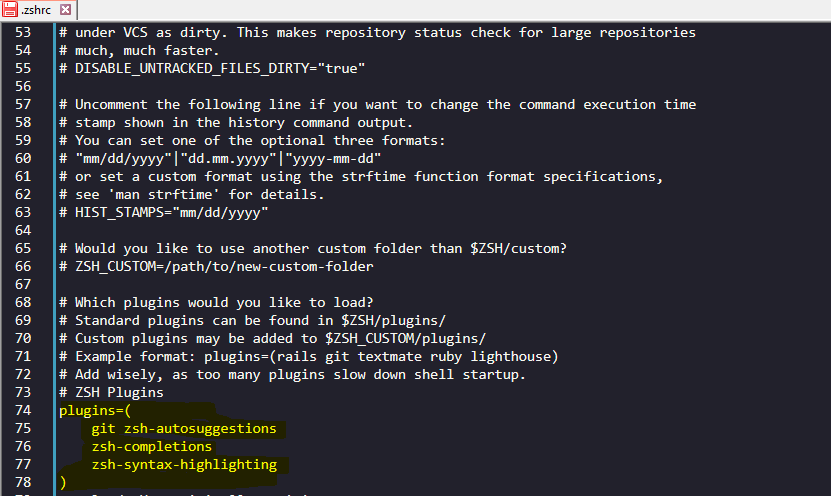 .zshrc
53 # under VCS as dirty. This makes repository status check for large repositories
54 # much, much faster.
55 # DISABLE_UNTRACKED_FILES_DIRTY="true"
56
57 # Uncomment the following line if you want to change the command execution time
58 # stamp shown in the history command output.
59 # You can set one of the optional three formats:
60 # "mm/dd/yyyy"|"dd.mm.yyyy"|"yyyy-mm-dd"
61 # or set a custom format using the strftime function format specifications,
62 # see 'man strftime' for details.
63 # HIST_STAMPS="mm/dd/yyyy"
64
65 # Would you like to use another custom folder than $ZSH/custom?
66 # ZSH_CUSTOM=/path/to/new-custom-folder
67
68 # Which plugins would you like to load?
69 # Standard plugins can be found in $ZSH/plugins/
70 # Custom plugins may be added to $ZSH_CUSTOM/plugins/
71 # Example format: plugins=(rails git textmate ruby lighthouse)
72 # Add wisely, as too many plugins slow down shell startup.
73 # ZSH Plugins
74 plugins=(
75     git zsh-autosuggestions
76     zsh-completions
77     zsh-syntax-highlighting
78 )